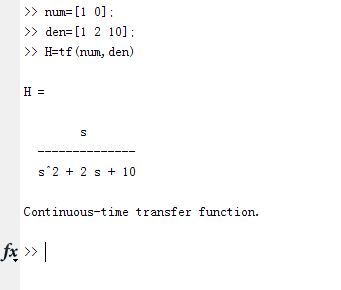 >> num=[1 0];
>> den=[1 2 10];
>> H=tf(num,den)
H =
s
--------------
s^2 + 2 s + 10
Continuous-time transfer function.
fx >>